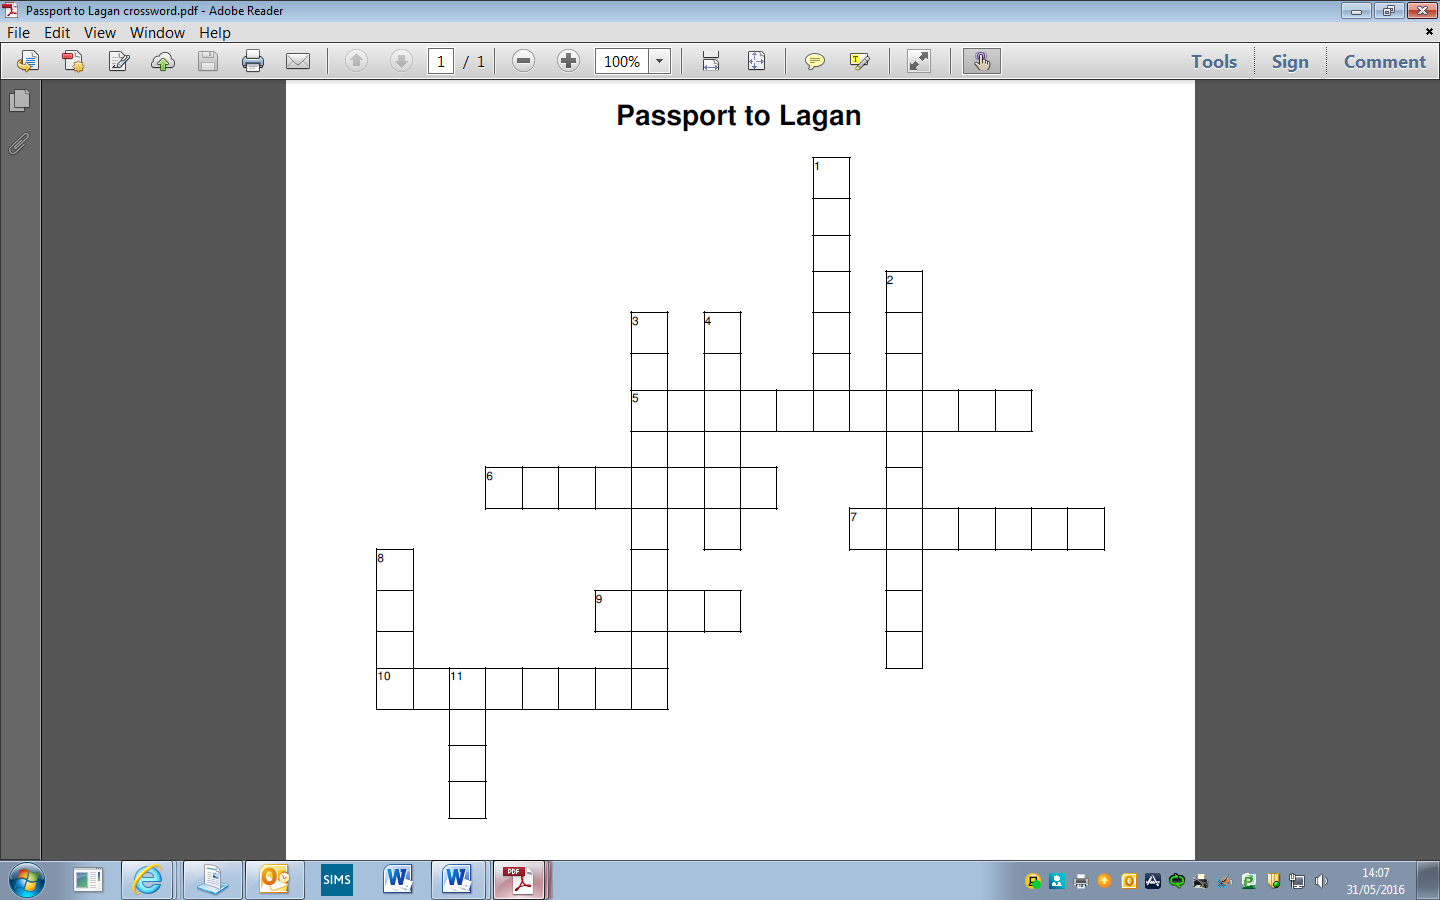 Passport to Lagan crossword.pdf - Adobe Reader
File Edit View Window Help
1 / 1 100% Tools Sign Comment
Passport to Lagan
1
2
3 4
5
6
7
8
9
10 11
SIMS
PDF
14:07
31/05/2016